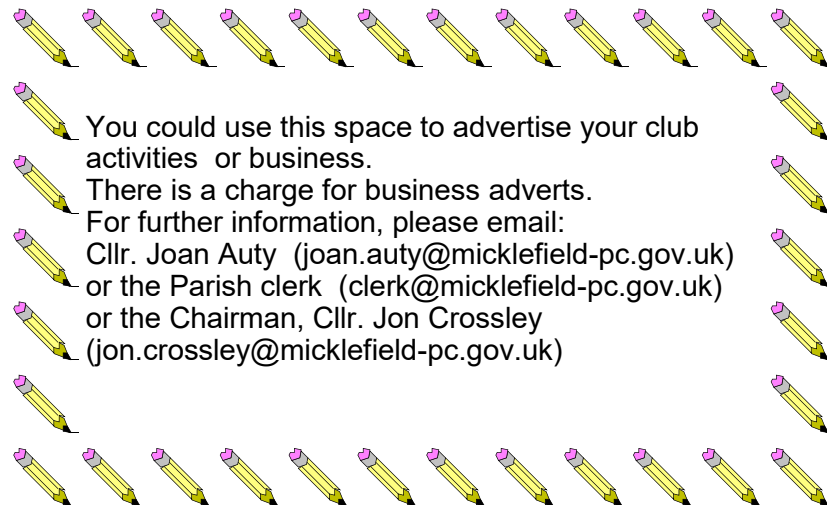 You could use this space to advertise your club
activities  or business.
There is a charge for business adverts.
For further information, please email:
Cllr. Joan Auty  (joan.auty@micklefield-pc.gov.uk)
or the Parish clerk  (clerk@micklefield-pc.gov.uk)
or the Chairman, Cllr. Jon Crossley
(jon.crossley@micklefield-pc.gov.uk)